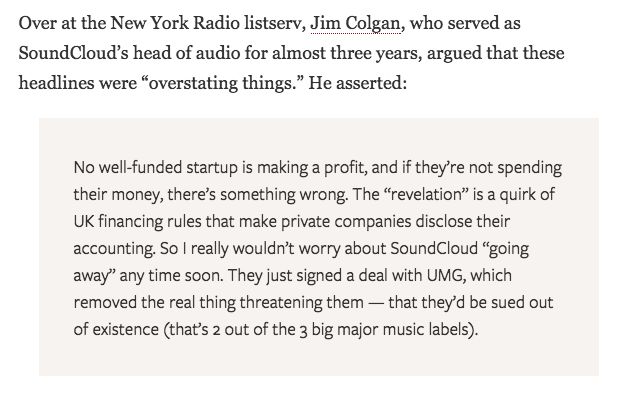 Over at the New York Radio listserv, Jim Colgan, who served as
SoundCloud’s head of audio for almost three years, argued that these
headlines were “overstating things.” He asserted:
No well-funded startup is making a profit, and if they’re not spending
their money, there’s something wrong. The “revelation” is a quirk of
UK financing rules that make private companies disclose their
accounting. So I really wouldn’t worry about SoundCloud “going
away” any time soon. They just signed a deal with UMG, which
removed the real thing threatening them — that they’d be sued out
of existence (that’s 2 out of the 3 big major music labels).